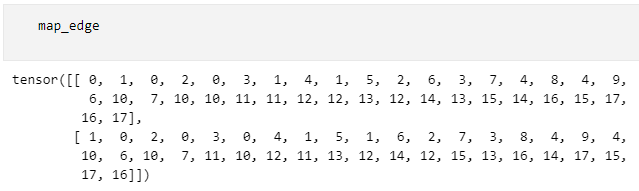 map_edge
tensor([[ 0,  1,  0,  2,  0,  3,  1,  4,  1,  5,  2,  6,  3,  7,  4,  8,  4,  9,
          6, 10,  7, 10, 10, 11, 11, 12, 12, 13, 12, 14, 13, 15, 14, 16, 15, 17,
         16, 17],
        [ 1,  0,  2,  0,  3,  0,  4,  1,  5,  1,  6,  2,  7,  3,  8,  4,  9,  4,
         10,  6, 10,  7, 11, 10, 12, 11, 13, 12, 14, 12, 15, 13, 16, 14, 17, 15,
         17, 16]])